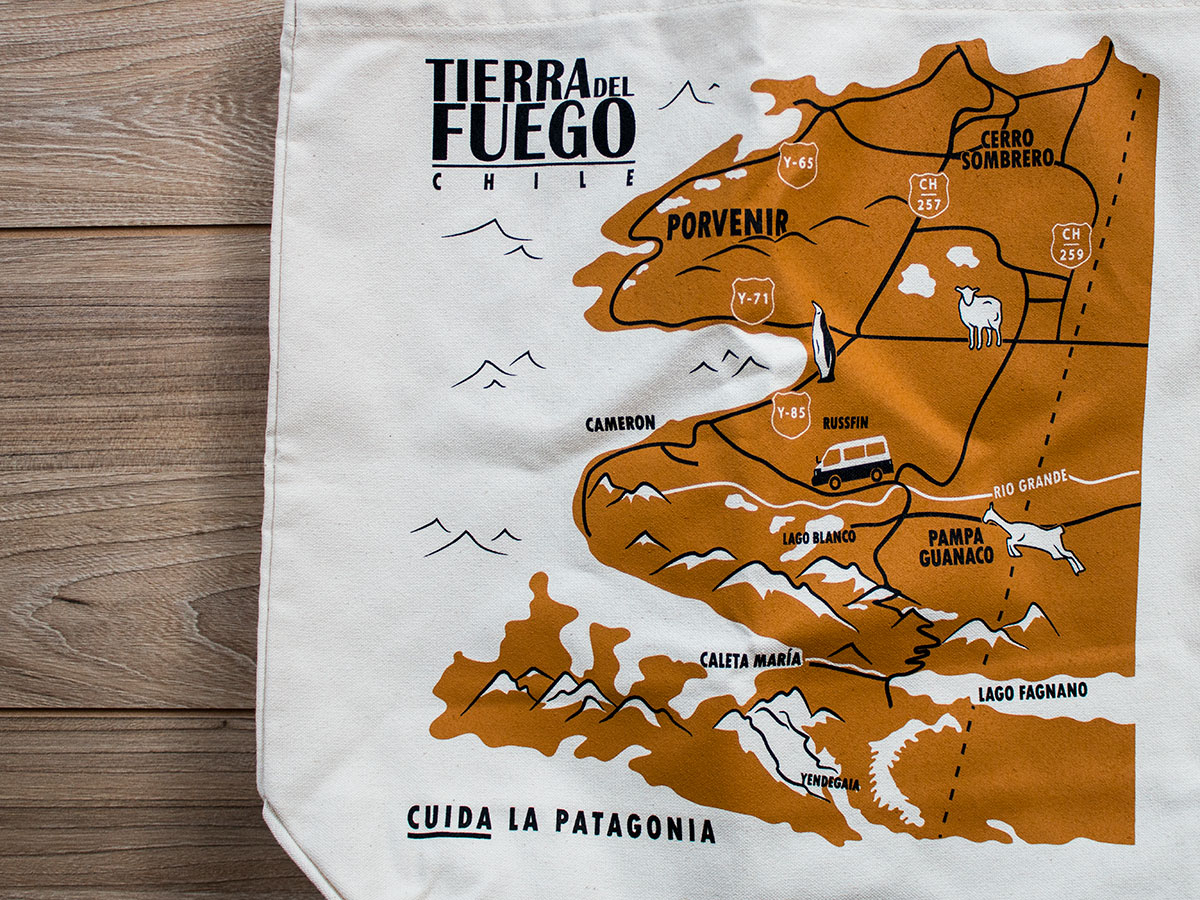 TIERRA DEL
FUEGO
CHILE
CERRO
SOMBRERO
Y-65
CH
257
PORVENIR
CH
259
Y-71
Y-85
CAMERON
RUSSFIN
RIO GRANDE
LAGO BLANCO
PAMPA
GUANACO
CALETA MARÍA
LAGO FAGNANO
YENDEGAIA
CUIDA LA PATAGONIA